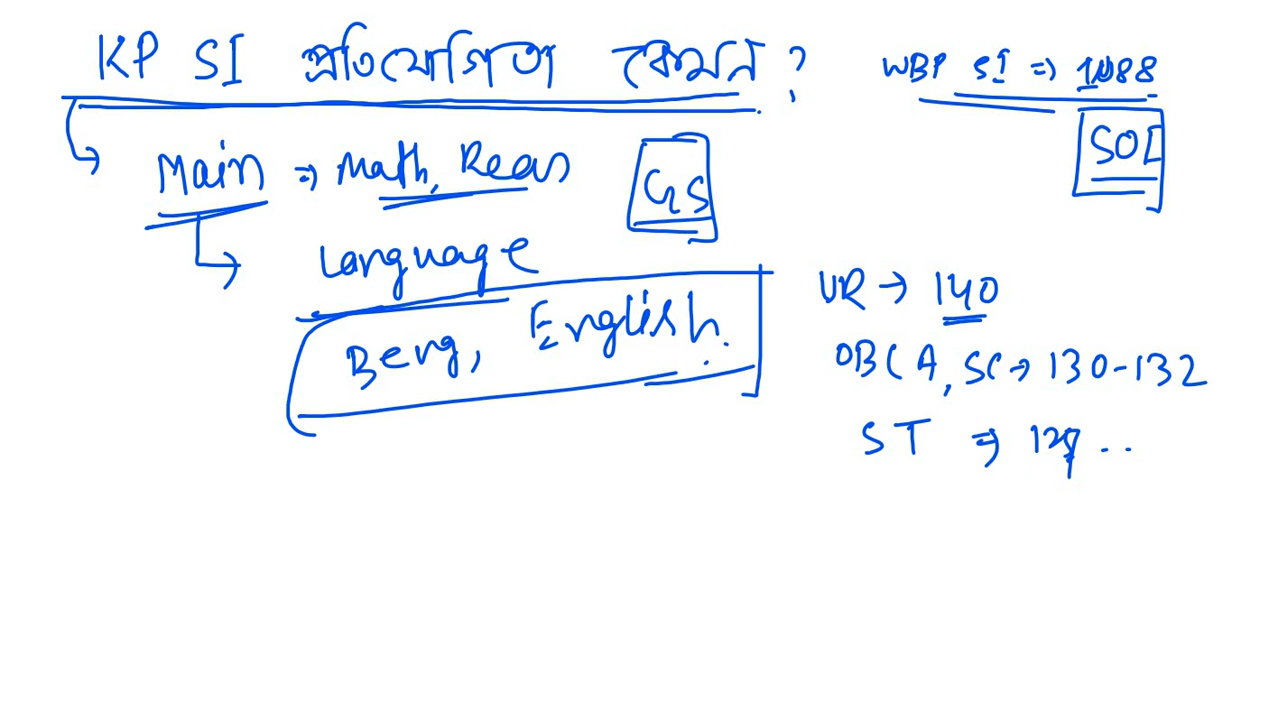 KP SI প্রতিযোগিতা কেমন ?
WBP SI ⇒ 1088
SOI
Main ⇒ Math, Reas
GS
Language
Beng, English.
UR → 140
OBC A, SC → 130-132
ST ⇒ ..